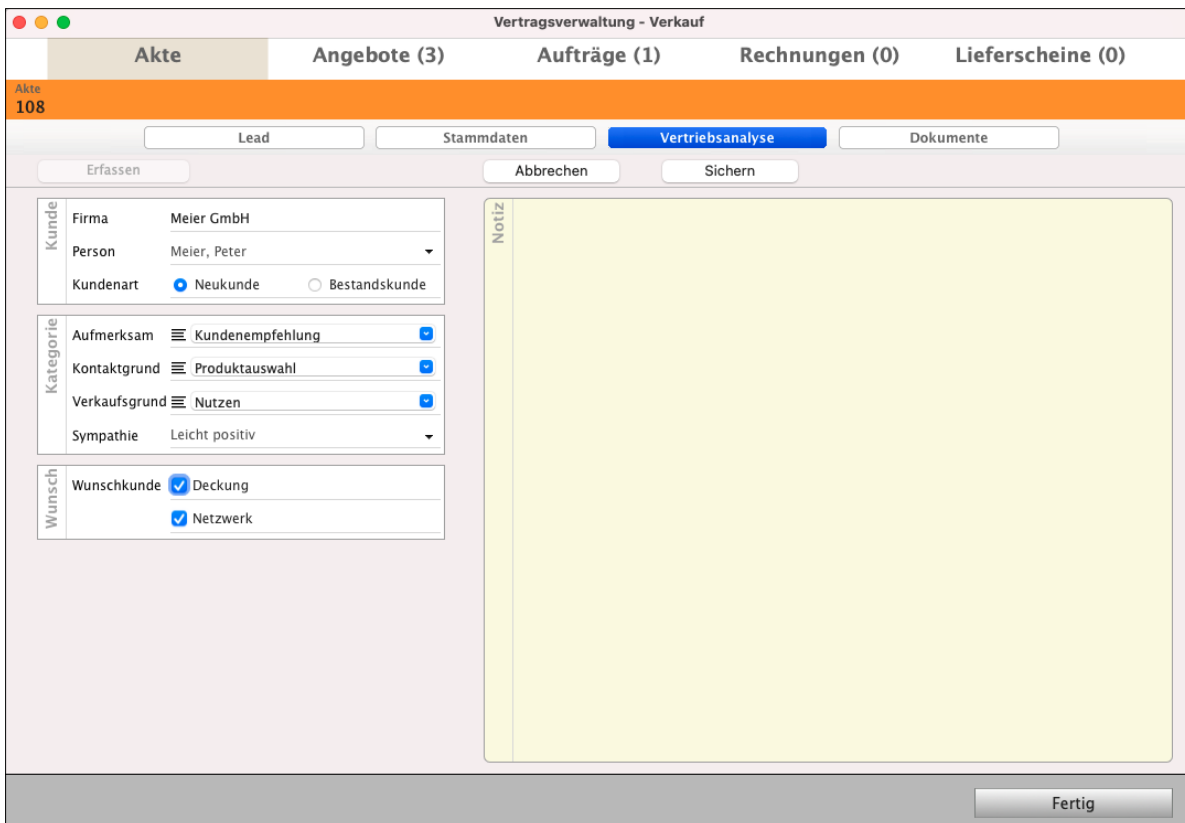 Vertragsverwaltung - Verkauf
Akte Angebote (3) Aufträge (1) Rechnungen (0) Lieferscheine (0)
Akte
108
Lead Stammdaten Vertriebsanalyse Dokumente
Erfassen Abbrechen Sichern
Kunde
Firma Meier GmbH
Person Meier, Peter
Kundenart Neukunde Bestandskunde
Kategorie
Aufmerksam Kundenempfehlung
Kontaktgrund Produktauswahl
Verkaufsgrund Nutzen
Sympathie Leicht positiv
Wunsch
Wunschkunde Deckung
Netzwerk
Notiz
Fertig